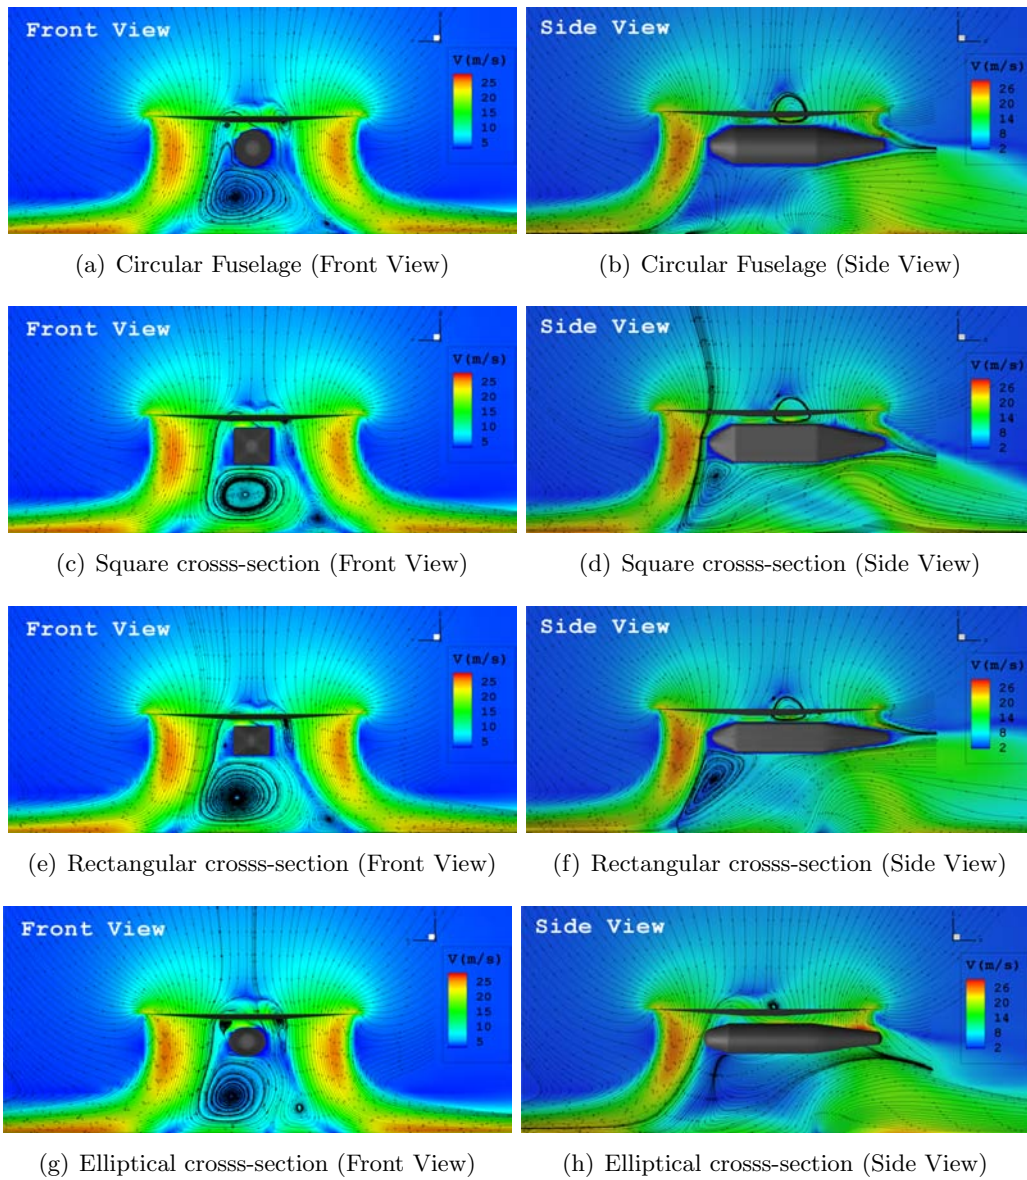 Front View
V(m/s)
25
20
15
10
5
Side View
V(m/s)
26
20
14
8
2
(a) Circular Fuselage (Front View)
(b) Circular Fuselage (Side View)
Front View
V(m/s)
25
20
15
10
5
Side View
V(m/s)
26
20
14
8
2
(c) Square crosss-section (Front View)
(d) Square crosss-section (Side View)
Front View
V(m/s)
25
20
15
10
5
Side View
V(m/s)
26
20
14
8
2
(e) Rectangular crosss-section (Front View)
(f) Rectangular crosss-section (Side View)
Front View
V(m/s)
25
20
15
10
5
Side View
V(m/s)
26
20
14
8
2
(g) Elliptical crosss-section (Front View)
(h) Elliptical crosss-section (Side View)